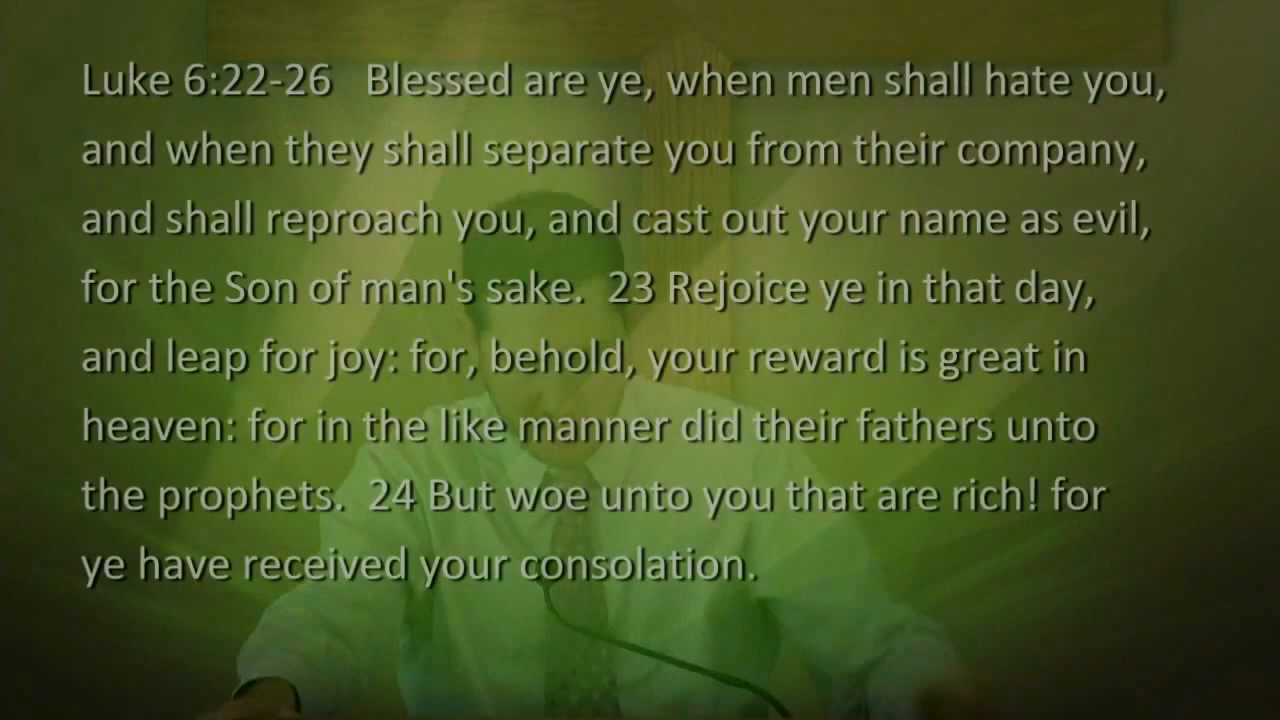 Luke 6:22-26   Blessed are ye, when men shall hate you,
and when they shall separate you from their company,
and shall reproach you, and cast out your name as evil,
for the Son of man's sake.  23 Rejoice ye in that day,
and leap for joy: for, behold, your reward is great in
heaven: for in the like manner did their fathers unto
the prophets.  24 But woe unto you that are rich! for
ye have received your consolation.